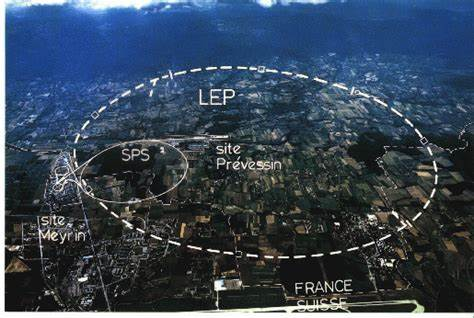 LEP
SPS
site
Prévessin
site
Meyrin
FRANCE
SUISSE